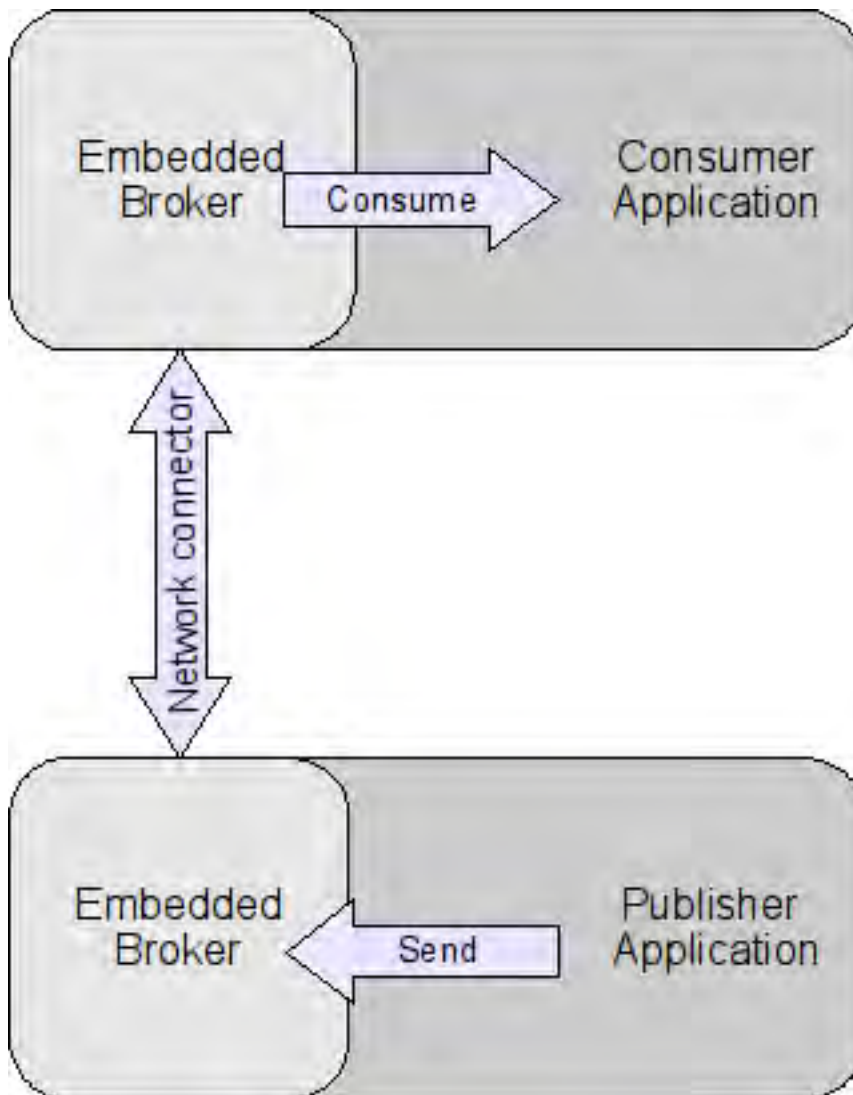 Embedded
Broker
Consume
Consumer
Application
Network connector
Embedded
Broker
Send
Publisher
Application